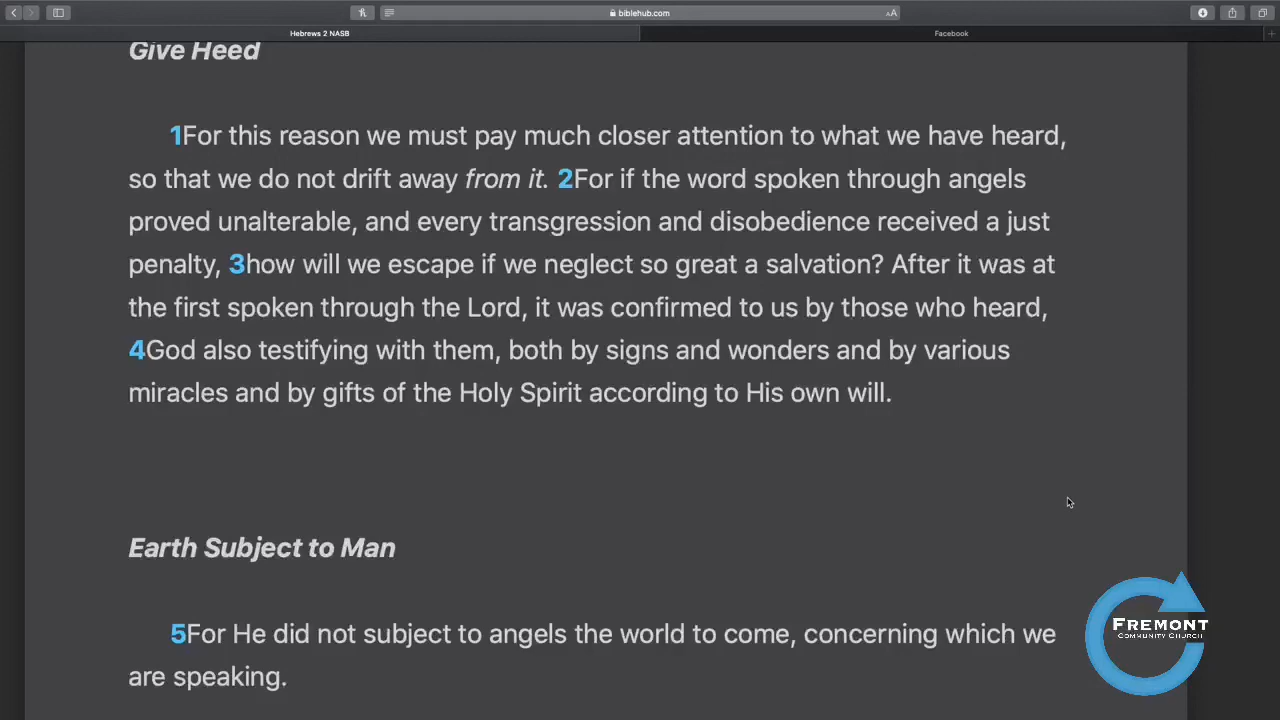 biblehub.com
Hebrews 2 NASB
Facebook
Give Heed
1For this reason we must pay much closer attention to what we have heard,
so that we do not drift away from it. 2For if the word spoken through angels
proved unalterable, and every transgression and disobedience received a just
penalty, 3how will we escape if we neglect so great a salvation? After it was at
the first spoken through the Lord, it was confirmed to us by those who heard,
4God also testifying with them, both by signs and wonders and by various
miracles and by gifts of the Holy Spirit according to His own will.
Earth Subject to Man
5For He did not subject to angels the world to come, concerning which we
are speaking.
FREMONT
COMMUNITY CHURCH